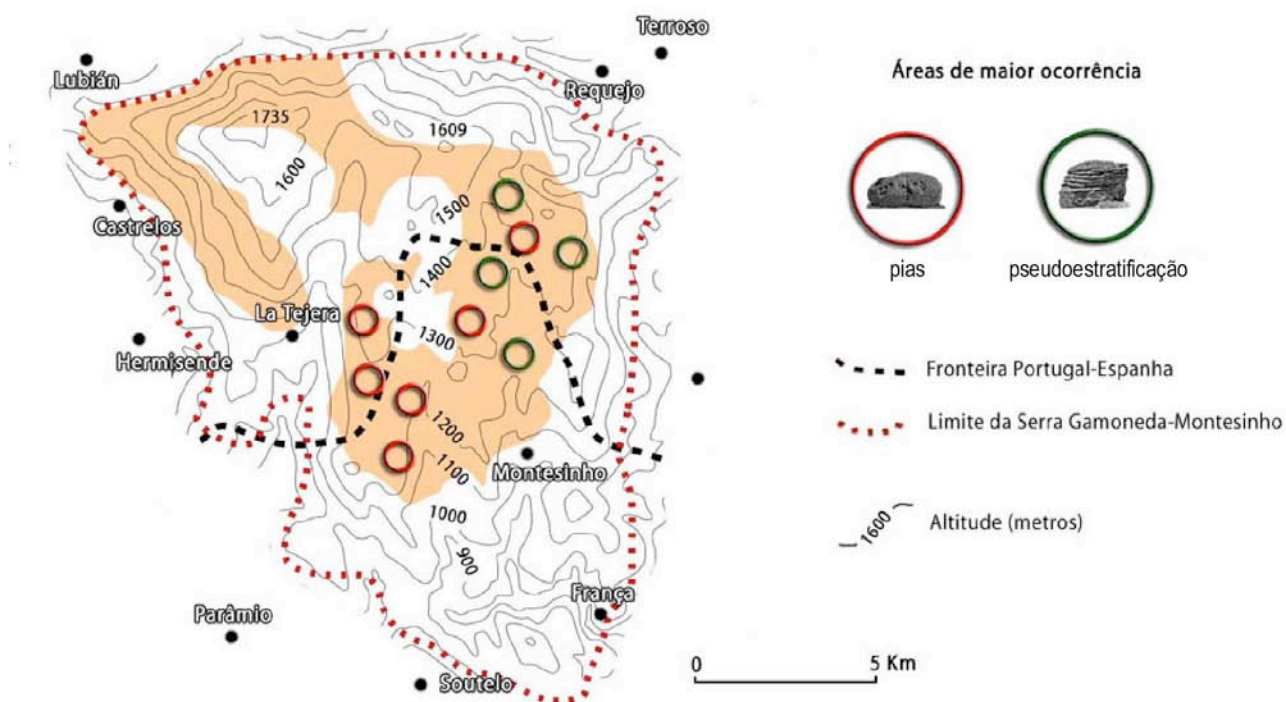 Terroso
Lubián
Requejo
1735
1609
1600
1500
Castrelos
1400
La Tejera
1300
Hermisende
1200
1100
Montesinho
1000
900
França
Parâmio
Soutelo
Áreas de maior ocorrência
pias
pseudoestratificação
Fronteira Portugal-Espanha
Limite da Serra Gamoneda-Montesinho
1600
Altitude (metros)
0
5 Km